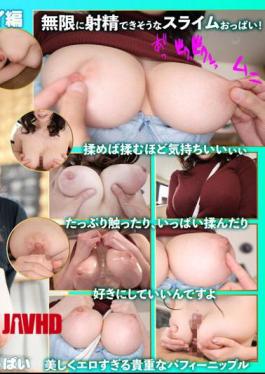 編
無限に射精できそうなスライムおっぱい！
揉めば揉むほど気持ちいいぃぃ
たっぷり触ったり、いっぱい揉んだり
好きにしていいんですよ
JAVHD
ぱい
美しくエロすぎる貴重なパフィーニップル